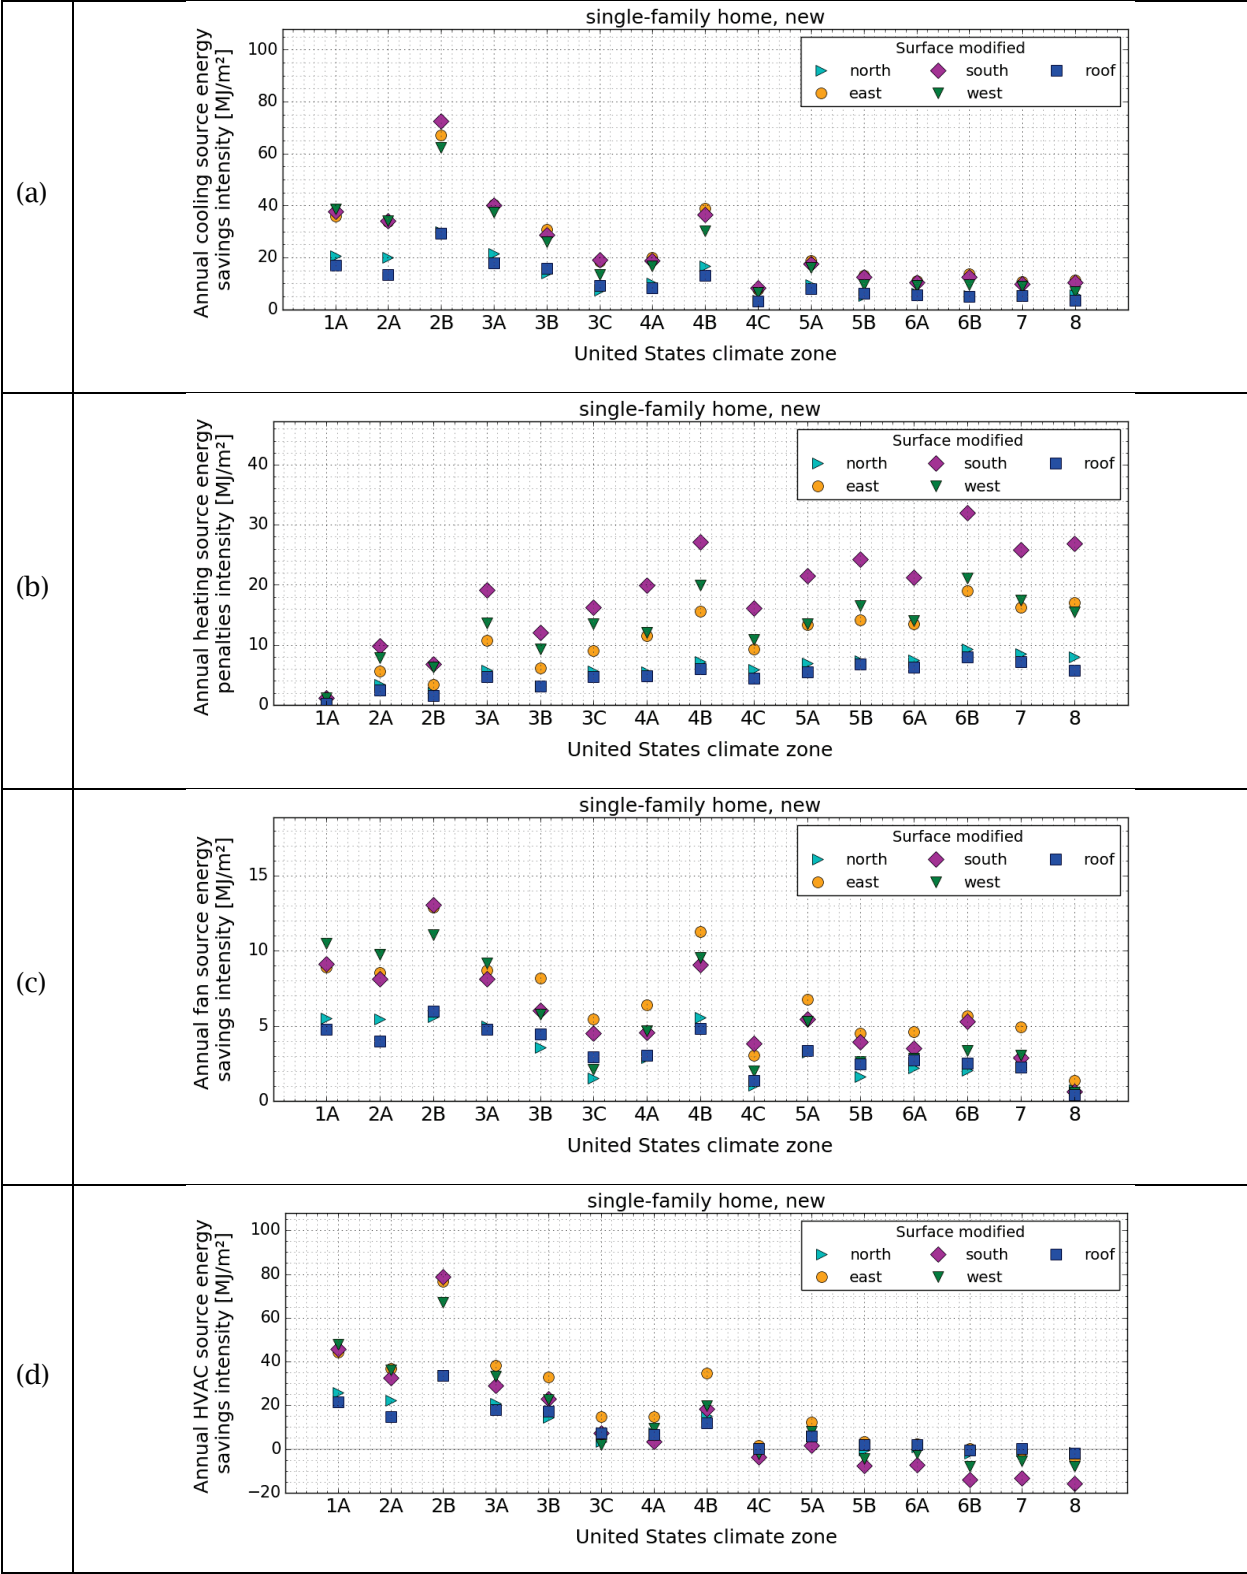 (a)
single-family home, new
Annual cooling source energy
savings intensity [MJ/m²]
100
80
60
40
20
0
Surface modified
north south roof
east west
1A 2A 2B 3A 3B 3C 4A 4B 4C 5A 5B 6A 6B 7 8
United States climate zone
(b)
single-family home, new
Annual heating source energy
penalties intensity [MJ/m²]
40
30
20
10
0
Surface modified
north south roof
east west
1A 2A 2B 3A 3B 3C 4A 4B 4C 5A 5B 6A 6B 7 8
United States climate zone
(c)
single-family home, new
Annual fan source energy
savings intensity [MJ/m²]
15
10
5
0
Surface modified
north south roof
east west
1A 2A 2B 3A 3B 3C 4A 4B 4C 5A 5B 6A 6B 7 8
United States climate zone
(d)
single-family home, new
Annual HVAC source energy
savings intensity [MJ/m²]
100
80
60
40
20
0
−20
Surface modified
north south roof
east west
1A 2A 2B 3A 3B 3C 4A 4B 4C 5A 5B 6A 6B 7 8
United States climate zone